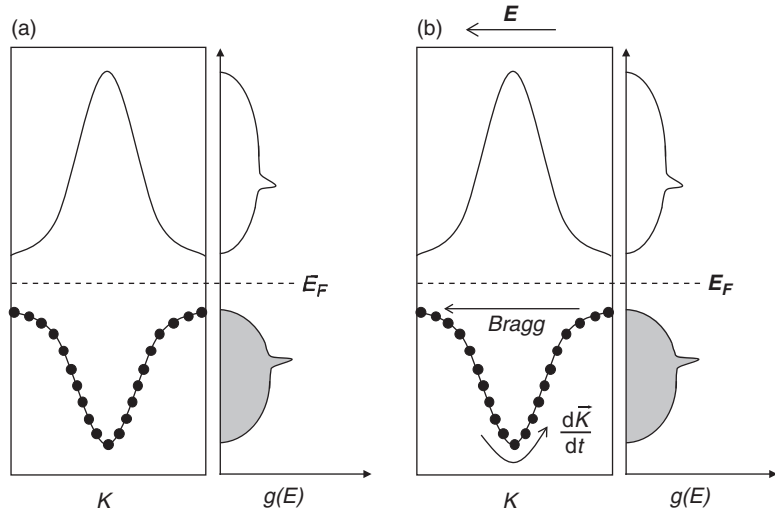 (a)
E_F
K
g(E)
(b)
E
E_F
Bragg
dK⃗
dt
K
g(E)